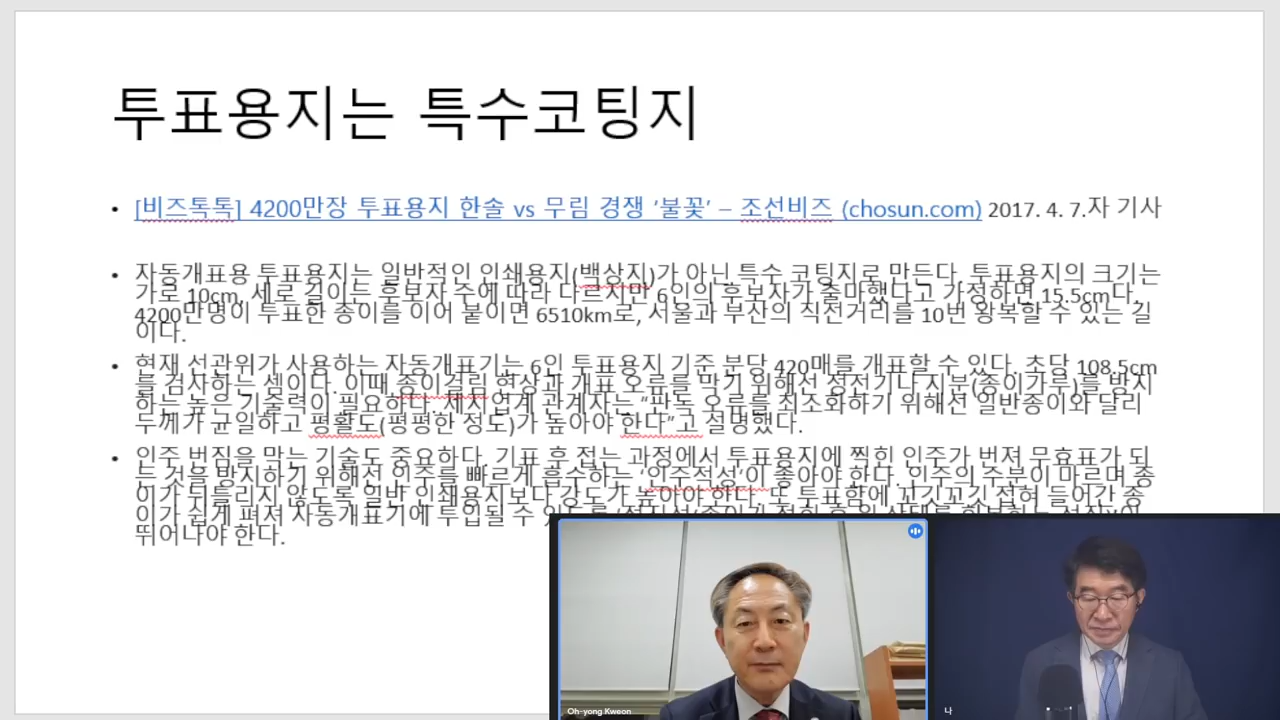 투표용지는 특수코팅지
• [비즈톡톡] 4200만장 투표용지 한솔 vs 무림 경쟁 ‘불꽃’ – 조선비즈 (chosun.com) 2017. 4. 7.자 기사
• 자동개표용 투표용지는 일반적인 인쇄용지(백상지)가 아닌 특수 코팅지로 만든다. 투표용지의 크기는
가로 10cm, 세로 길이는 후보자 수에 따라 다르지만 6인의 후보자가 출마했다고 가정하면 15.5cm다.
4200만명이 투표한 종이를 이어 붙이면 6510km로, 서울과 부산의 직전거리를 10번 왕복할 수 있는 길
이다.
• 현재 선관위가 사용하는 자동개표기는 6인 투표용지 기준 분당 420매를 개표할 수 있다. 초당 108.5cm
를 검사하는 셈이다. 이때 종이걸림 현상과 개표 오류를 막기 위해선 정전기나 지분(종이가루)를 방지
하는 높은 기술력이 필요하다. 제지업계 관계자는 “판독 오류를 최소화하기 위해선 일반종이와 달리
두께가 균일하고 평활도(평평한 정도)가 높아야 한다”고 설명했다.
• 인주 번짐을 막는 기술도 중요하다. 기표 후 접는 과정에서 투표용지에 찍힌 인주가 번져 무효표가 되
는 것을 방지하기 위해선 인주를 빠르게 흡수하는 ‘인주적성’이 좋아야 한다. 인주의 수분이 마르며 종
이가 뒤틀리지 않도록 일반 인쇄용지보다 강도가 높아야 한다. 또 투표함에 꼬깃꼬깃 접혀 들어간 종
이가 쉽게 펴져 자동개표기에 투입될 수
뛰어나야 한다.
Oh-yong Kweon
나